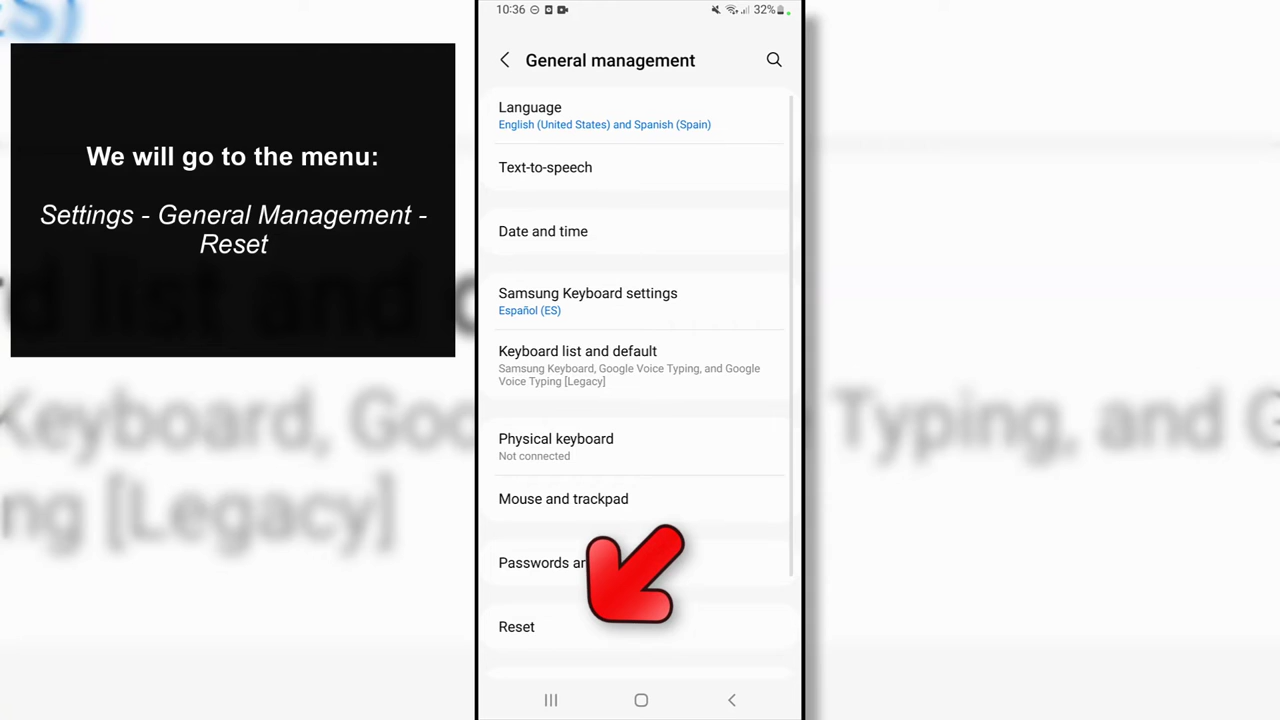 We will go to the menu:
Settings - General Management -
Reset
10:36
32%
General management
Language
English (United States) and Spanish (Spain)
Text-to-speech
Date and time
Samsung Keyboard settings
Español (ES)
Keyboard list and default
Samsung Keyboard, Google Voice Typing, and Google
Voice Typing [Legacy]
Physical keyboard
Not connected
Mouse and trackpad
Passwords
Reset